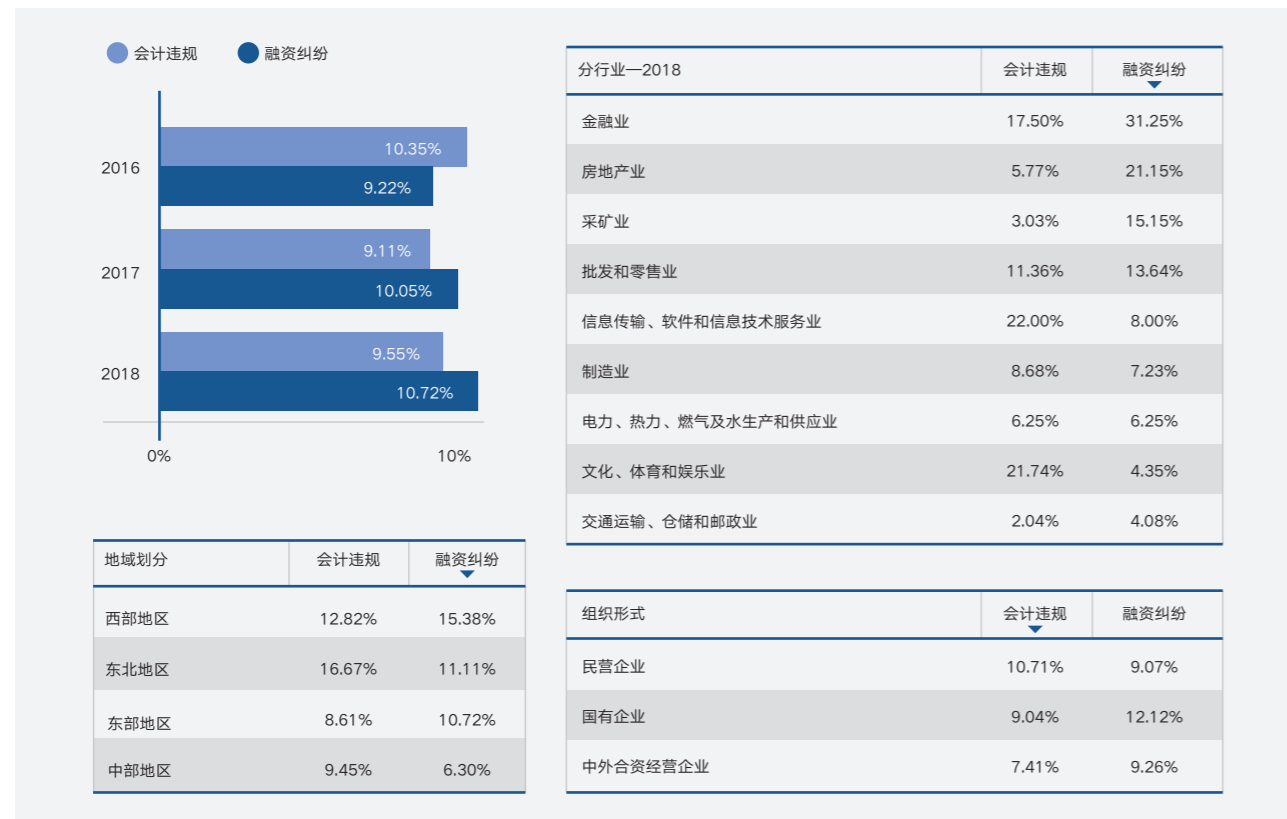 会计违规 融资纠纷
2016
10.35%
9.22%
2017
9.11%
10.05%
2018
9.55%
10.72%
0% 10%
地域划分 会计违规 融资纠纷
西部地区 12.82% 15.38%
东北地区 16.67% 11.11%
东部地区 8.61% 10.72%
中部地区 9.45% 6.30%
分行业—2018 会计违规 融资纠纷
金融业 17.50% 31.25%
房地产业 5.77% 21.15%
采矿业 3.03% 15.15%
批发和零售业 11.36% 13.64%
信息传输、软件和信息技术服务业 22.00% 8.00%
制造业 8.68% 7.23%
电力、热力、燃气及水生产和供应业 6.25% 6.25%
文化、体育和娱乐业 21.74% 4.35%
交通运输、仓储和邮政业 2.04% 4.08%
组织形式 会计违规 融资纠纷
民营企业 10.71% 9.07%
国有企业 9.04% 12.12%
中外合资经营企业 7.41% 9.26%